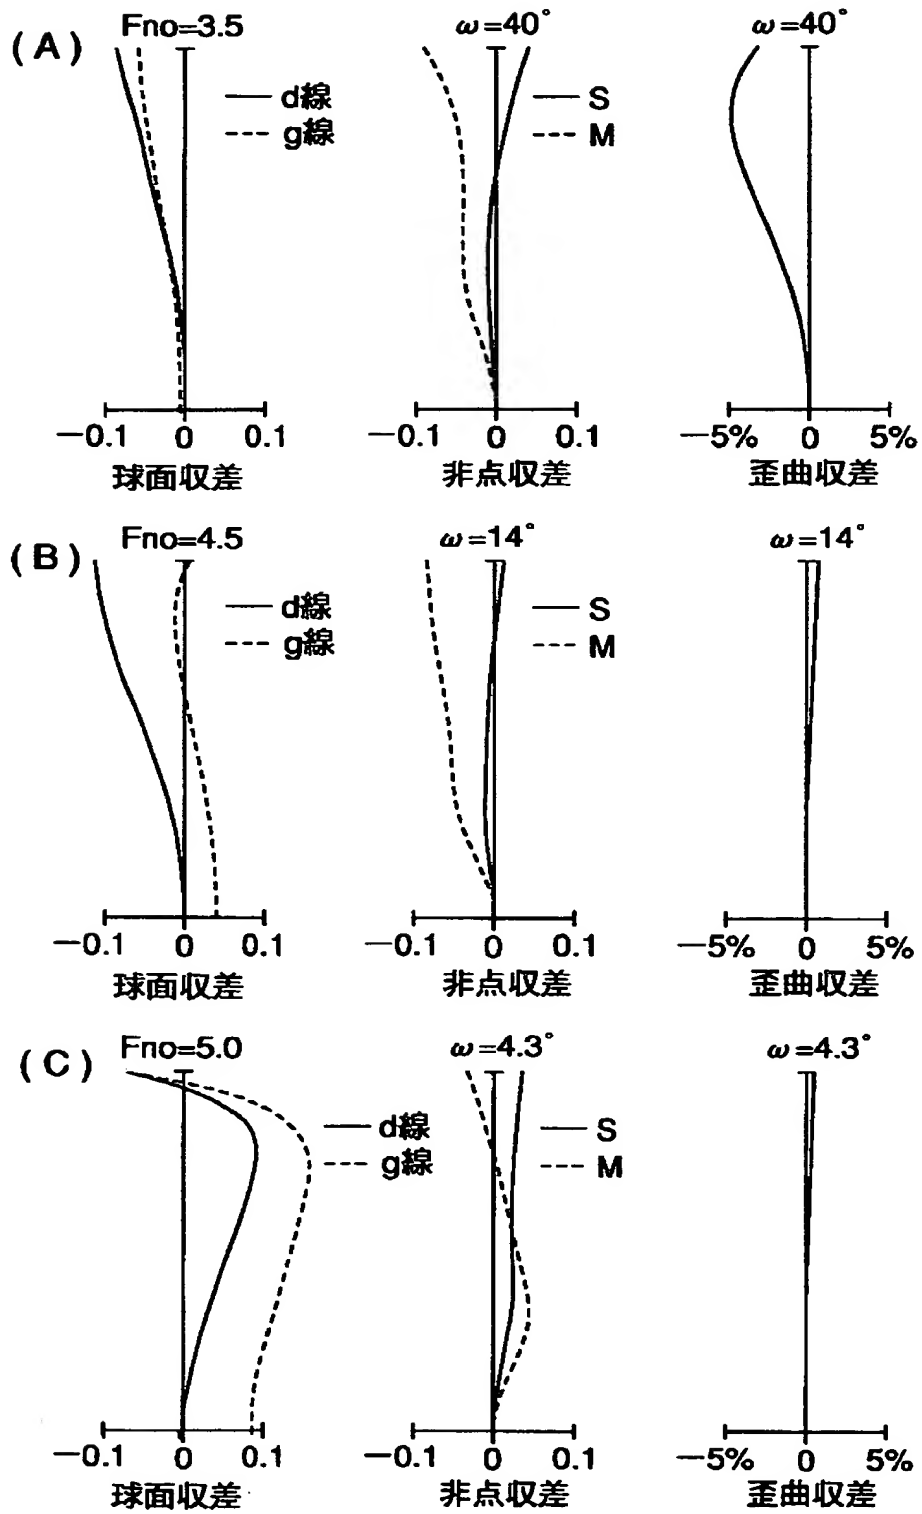 (A)
Fno=3.5
d線
g線
−0.1 0 0.1
球面収差
ω=40°
S
M
−0.1 0 0.1
非点収差
ω=40°
−5% 0 5%
歪曲収差
(B)
Fno=4.5
d線
g線
−0.1 0 0.1
球面収差
ω=14°
S
M
−0.1 0 0.1
非点収差
ω=14°
−5% 0 5%
歪曲収差
(C)
Fno=5.0
d線
g線
−0.1 0 0.1
球面収差
ω=4.3°
S
M
−0.1 0 0.1
非点収差
ω=4.3°
−5% 0 5%
歪曲収差